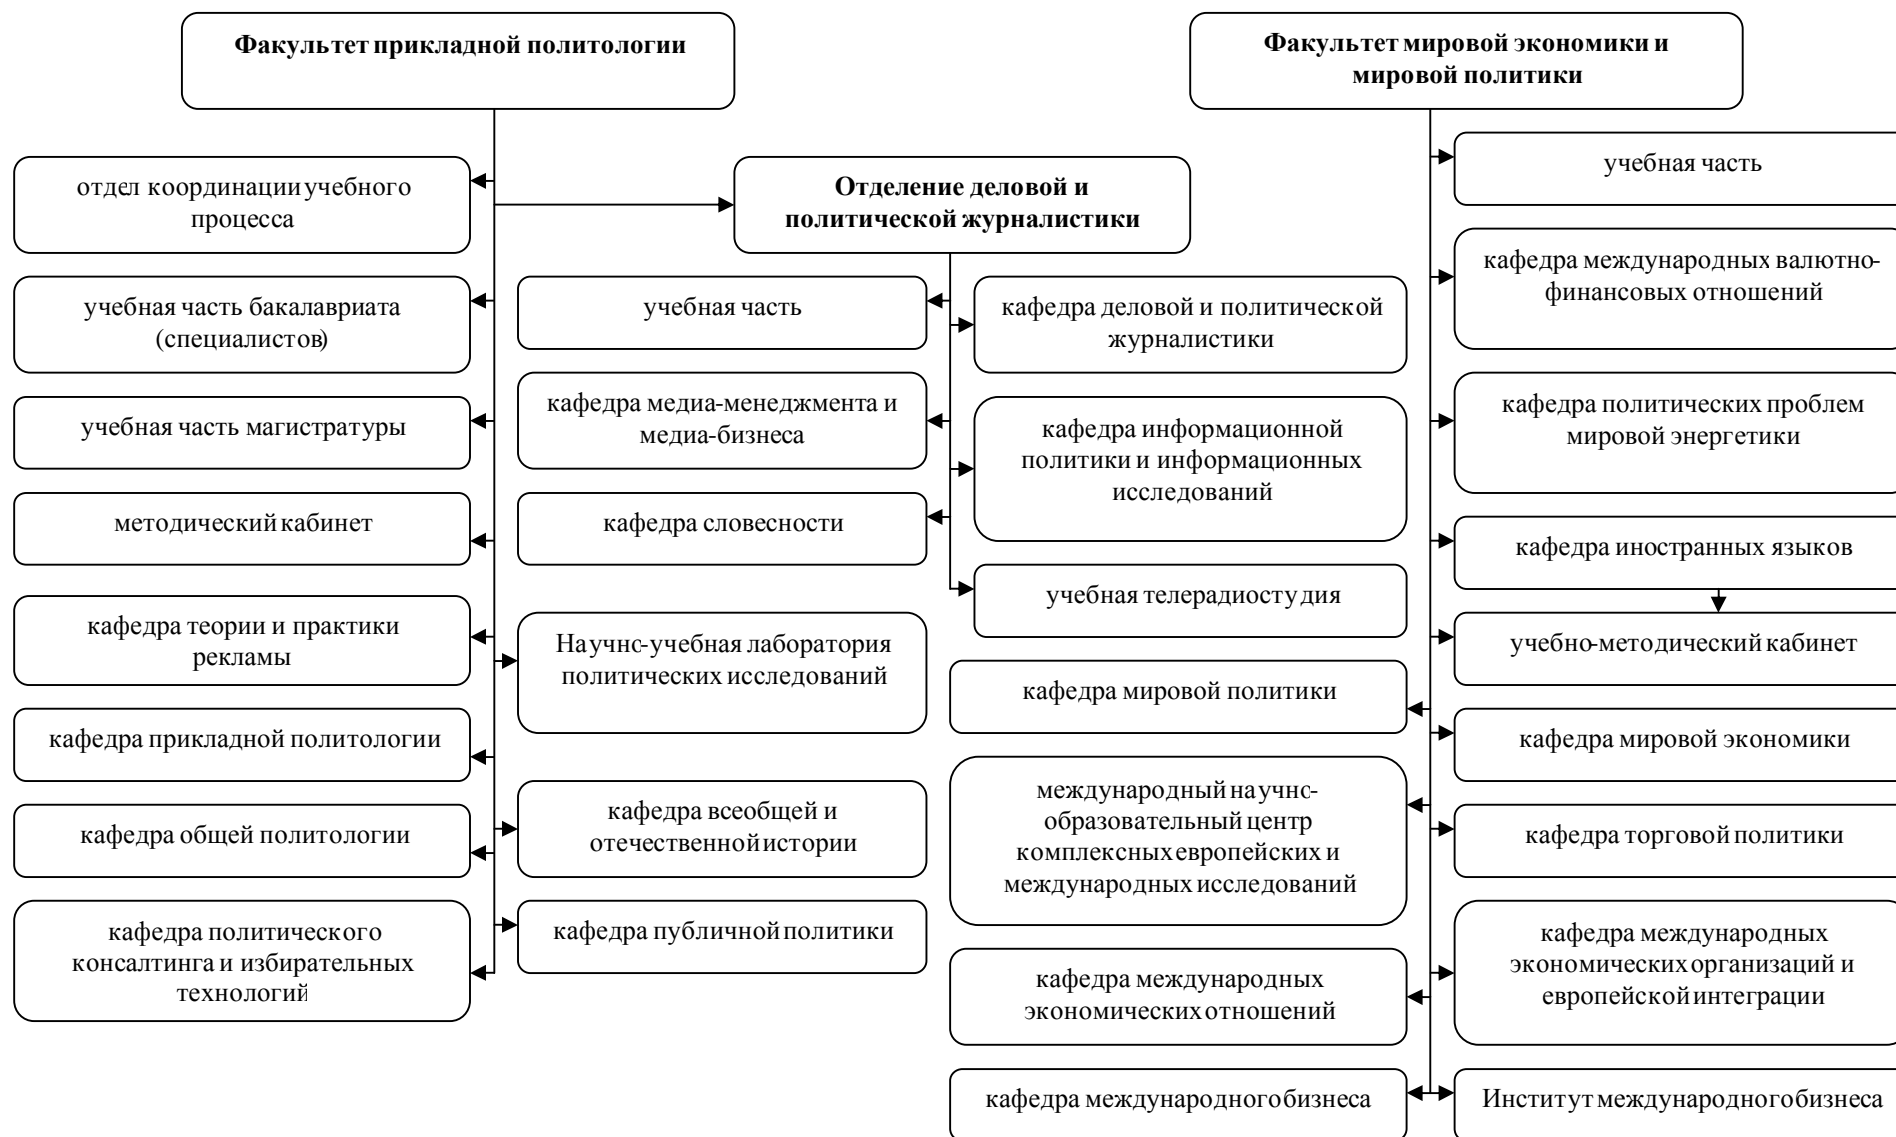 Факультет прикладной политологии
отдел координации учебного
процесса
учебная часть бакалавриата
(специалистов)
учебная часть магистратуры
методический кабинет
кафедра теории и практики
рекламы
кафедра прикладной политологии
кафедра общей политологии
кафедра политического
консалтинга и избирательных
технологий
Отделение деловой и
политической журналистики
учебная часть
кафедра медиа-менеджмента и
медиа-бизнеса
кафедра словесности
кафедра деловой и политической
журналистики
кафедра информационной
политики и информационных
исследований
учебная телерадиостудия
Научно-учебная лаборатория
политических исследований
кафедра всеобщей и
отечественной истории
кафедра публичной политики
Факультет мировой экономики и
мировой политики
учебная часть
кафедра международных валютно-
финансовых отношений
кафедра политических проблем
мировой энергетики
кафедра иностранных языков
учебно-методический кабинет
кафедра мировой политики
кафедра мировой экономики
международный научно-
образовательный центр
комплексных европейских и
международных исследований
кафедра торговой политики
кафедра международных
экономических отношений
кафедра международных
экономических организаций и
европейской интеграции
кафедра международного бизнеса
Институт международного бизнеса